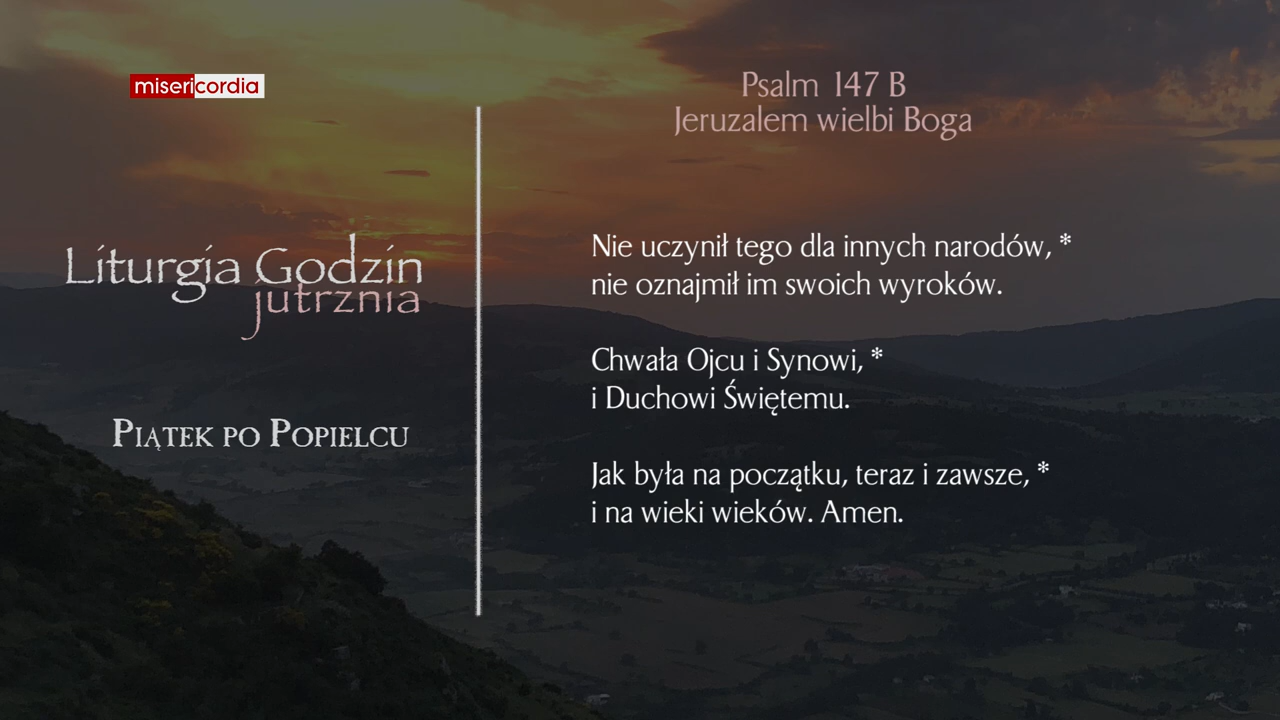 misericordia
Liturgia Godzin
jutrznia
Piątek po Popielcu
Psalm 147 B
Jeruzalem wielbi Boga
Nie uczynił tego dla innych narodów, *
nie oznajmił im swoich wyroków.
Chwała Ojcu i Synowi, *
i Duchowi Świętemu.
Jak była na początku, teraz i zawsze, *
i na wieki wieków. Amen.